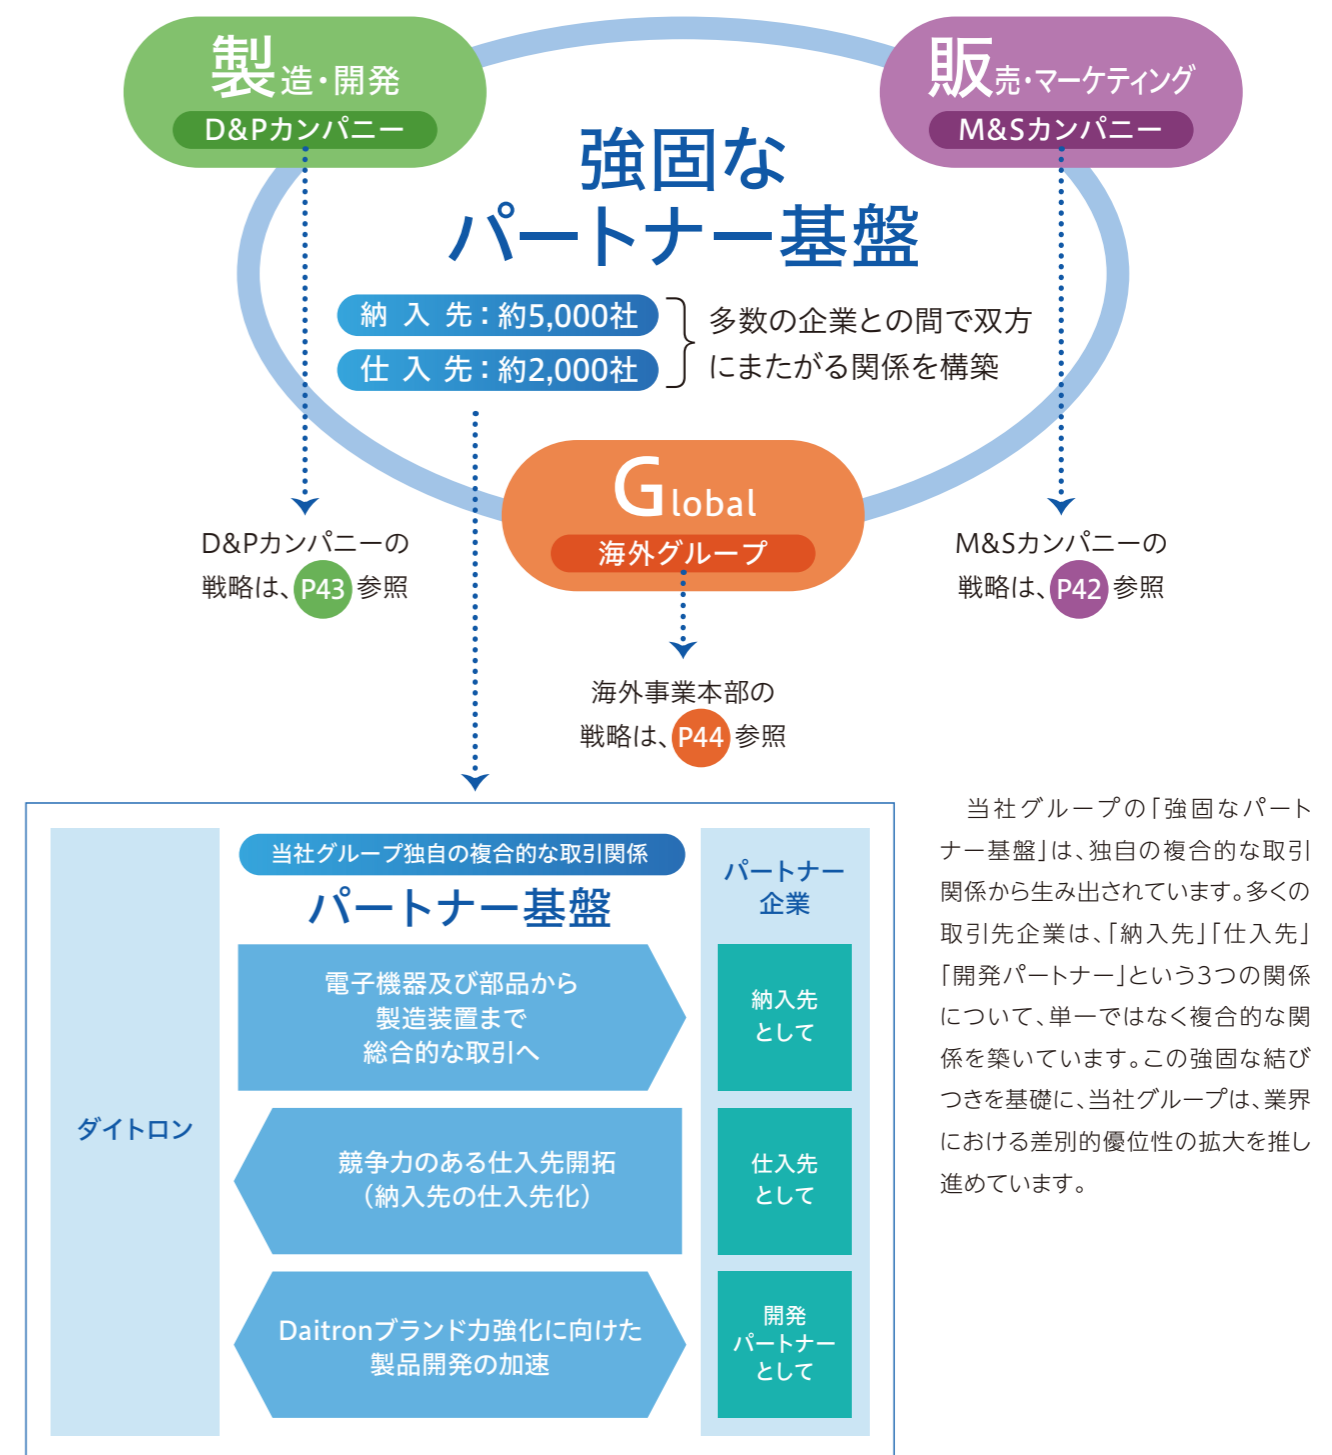 製造・開発
D&Pカンパニー
販売・マーケティング
M&Sカンパニー
強固な
パートナー基盤
納入先：約5,000社
仕入先：約2,000社
多数の企業との間で双方
にまたがる関係を構築
Global
海外グループ
D&Pカンパニーの
戦略は、P43参照
M&Sカンパニーの
戦略は、P42参照
海外事業本部の
戦略は、P44参照
当社グループ独自の複合的な取引関係
パートナー基盤
パートナー
企業
ダイトロン
電子機器及び部品から
製造装置まで
総合的な取引へ
納入先
として
競争力のある仕入先開拓
（納入先の仕入先化）
仕入先
として
Daitronブランド力強化に向けた
製品開発の加速
開発
パートナー
として
当社グループの「強固なパート
ナー基盤」は、独自の複合的な取引
関係から生み出されています。多くの
取引先企業は、「納入先」「仕入先」
「開発パートナー」という3つの関係
について、単一ではなく複合的な関
係を築いています。この強固な結び
つきを基礎に、当社グループは、業界
における差別的優位性の拡大を推し
進めています。